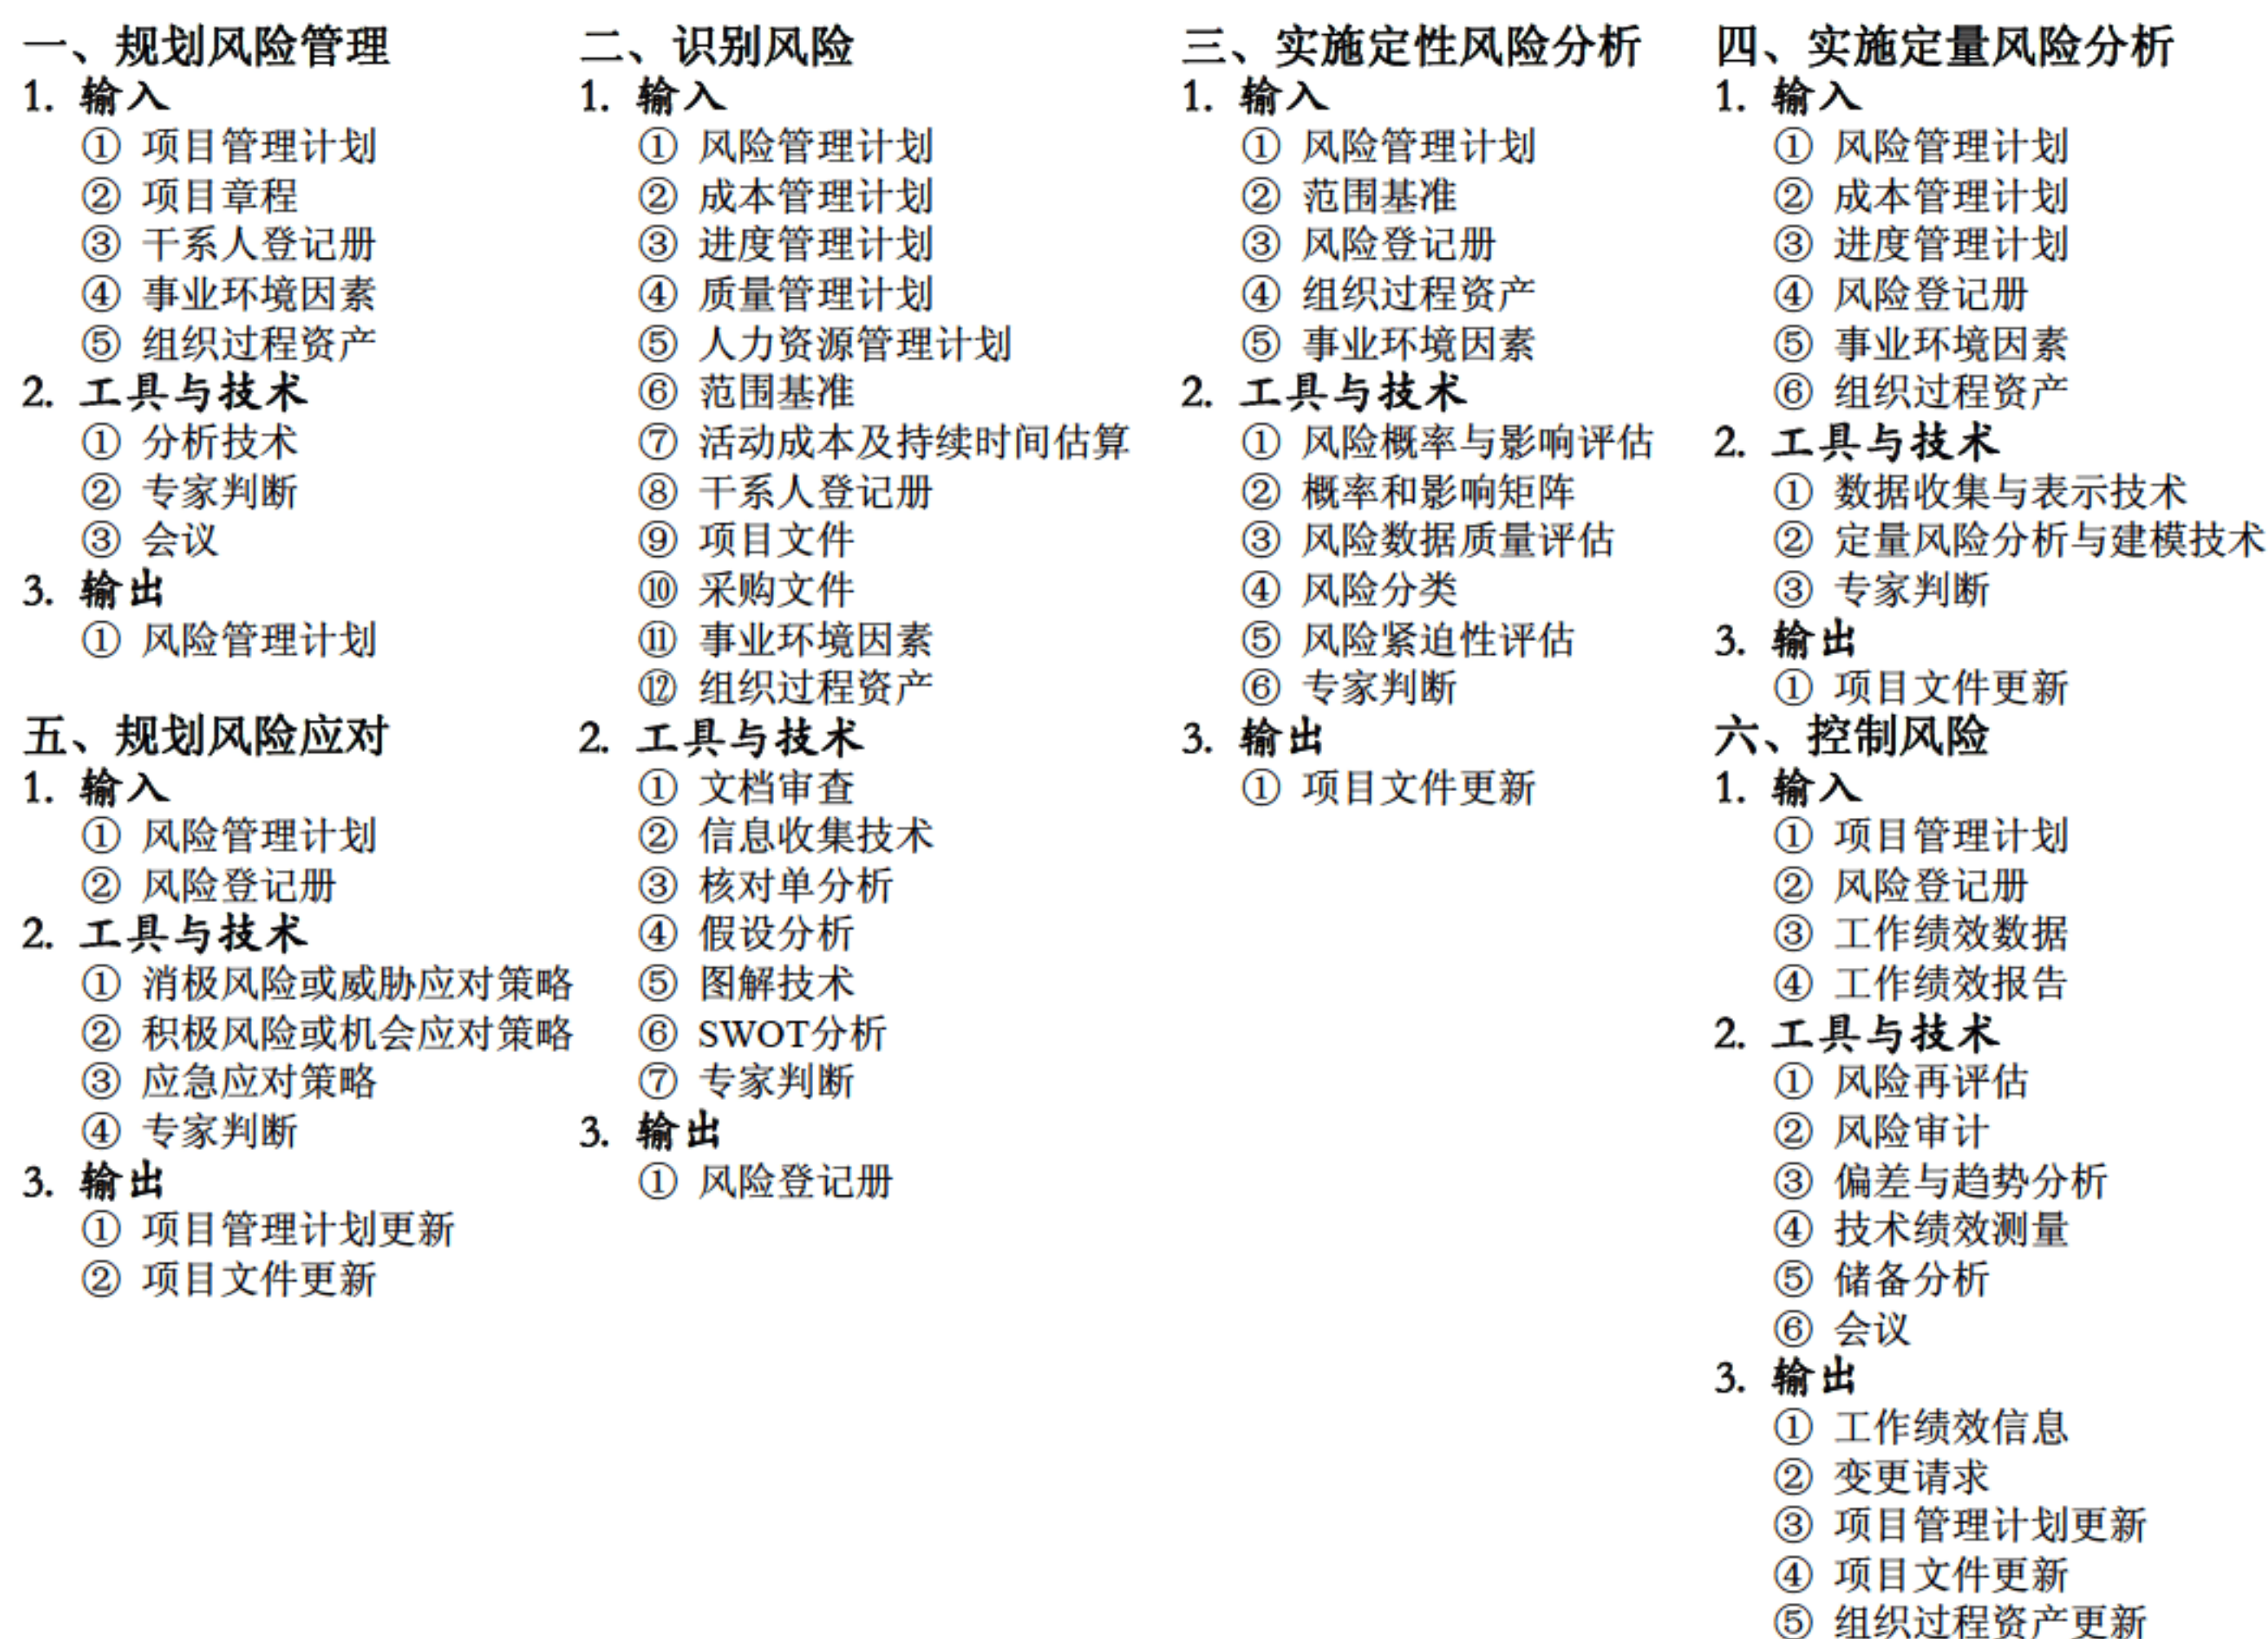 一、规划风险管理
1. 输入
① 项目管理计划
② 项目章程
③ 干系人登记册
④ 事业环境因素
⑤ 组织过程资产
2. 工具与技术
① 分析技术
② 专家判断
③ 会议
3. 输出
① 风险管理计划
二、识别风险
1. 输入
① 风险管理计划
② 成本管理计划
③ 进度管理计划
④ 质量管理计划
⑤ 人力资源管理计划
⑥ 范围基准
⑦ 活动成本及持续时间估算
⑧ 干系人登记册
⑨ 项目文件
⑩ 采购文件
⑪ 事业环境因素
⑫ 组织过程资产
2. 工具与技术
① 文档审查
② 信息收集技术
③ 核对单分析
④ 假设分析
⑤ 图解技术
⑥ SWOT分析
⑦ 专家判断
3. 输出
① 风险登记册
三、实施定性风险分析
1. 输入
① 风险管理计划
② 范围基准
③ 风险登记册
④ 组织过程资产
⑤ 事业环境因素
2. 工具与技术
① 风险概率与影响评估
② 概率和影响矩阵
③ 风险数据质量评估
④ 风险分类
⑤ 风险紧迫性评估
⑥ 专家判断
3. 输出
① 项目文件更新
四、实施定量风险分析
1. 输入
① 风险管理计划
② 成本管理计划
③ 进度管理计划
④ 风险登记册
⑤ 事业环境因素
⑥ 组织过程资产
2. 工具与技术
① 数据收集与表示技术
② 定量风险分析与建模技术
③ 专家判断
3. 输出
① 项目文件更新
五、规划风险应对
1. 输入
① 风险管理计划
② 风险登记册
2. 工具与技术
① 消极风险或威胁应对策略
② 积极风险或机会应对策略
③ 应急应对策略
④ 专家判断
3. 输出
① 项目管理计划更新
② 项目文件更新
六、控制风险
1. 输入
① 项目管理计划
② 风险登记册
③ 工作绩效数据
④ 工作绩效报告
2. 工具与技术
① 风险再评估
② 风险审计
③ 偏差与趋势分析
④ 技术绩效测量
⑤ 储备分析
⑥ 会议
3. 输出
① 工作绩效信息
② 变更请求
③ 项目管理计划更新
④ 项目文件更新
⑤ 组织过程资产更新